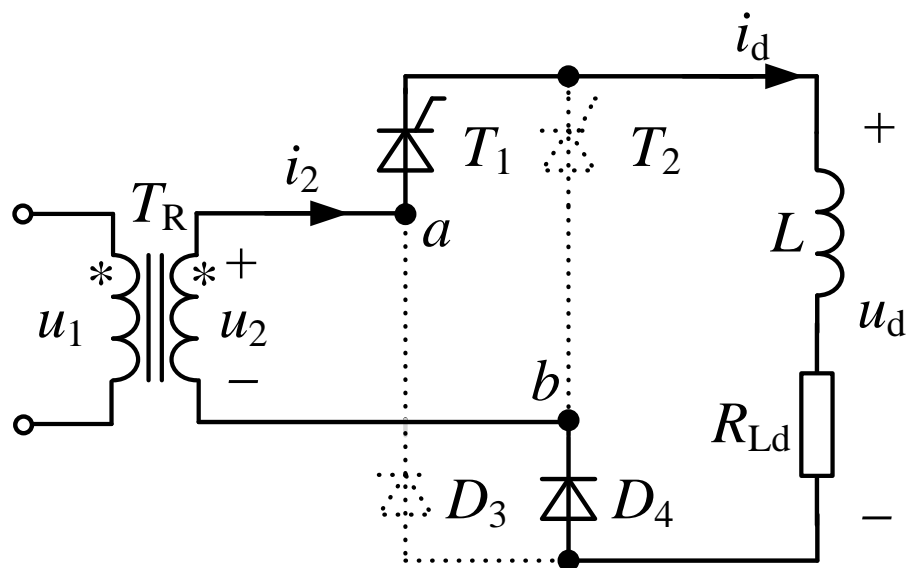 i_d
+
T_1
T_2
i_2
T_R
a
L
*
*
+
u_1
u_2
u_d
−
b
R_Ld
D_3
D_4
−